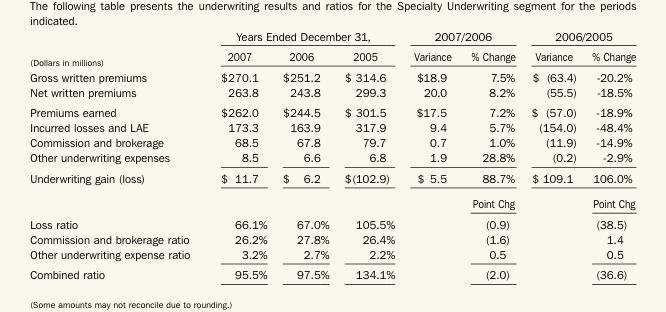 The following table presents the underwriting results and ratios for the Specialty Underwriting segment for the periods
indicated.
Years Ended December 31, 2007/2006 2006/2005
(Dollars in millions) 2007 2006 2005 Variance % Change Variance % Change
Gross written premiums $270.1 $251.2 $ 314.6 $18.9 7.5% $ (63.4) -20.2%
Net written premiums 263.8 243.8 299.3 20.0 8.2% (55.5) -18.5%
Premiums earned $262.0 $244.5 $ 301.5 $17.5 7.2% $ (57.0) -18.9%
Incurred losses and LAE 173.3 163.9 317.9 9.4 5.7% (154.0) -48.4%
Commission and brokerage 68.5 67.8 79.7 0.7 1.0% (11.9) -14.9%
Other underwriting expenses 8.5 6.6 6.8 1.9 28.8% (0.2) -2.9%
Underwriting gain (loss) $ 11.7 $ 6.2 $(102.9) $ 5.5 88.7% $ 109.1 106.0%
Point Chg Point Chg
Loss ratio 66.1% 67.0% 105.5% (0.9) (38.5)
Commission and brokerage ratio 26.2% 27.8% 26.4% (1.6) 1.4
Other underwriting expense ratio 3.2% 2.7% 2.2% 0.5 0.5
Combined ratio 95.5% 97.5% 134.1% (2.0) (36.6)
(Some amounts may not reconcile due to rounding.)